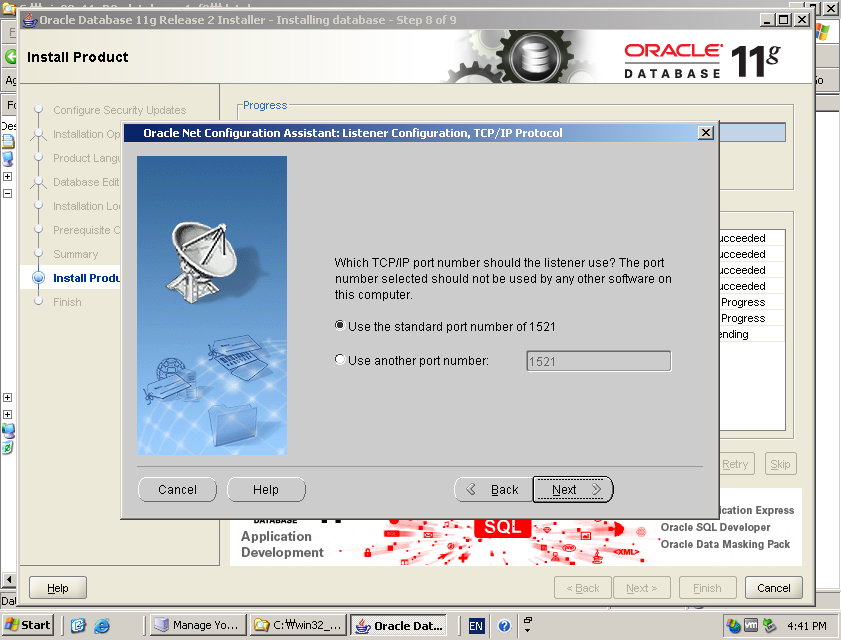 Oracle Database 11g Release 2 Installer - Installing database - Step 8 of 9
Install Product
ORACLE
DATABASE 11g
Configure Security Updates
Progress
Oracle Net Configuration Assistant: Listener Configuration, TCP/IP Protocol
Installation Op
Product Langu
Database Edit
Installation Loc
Prerequisite C
Summary
Install Produ
Finish
Which TCP/IP port number should the listener use? The port
number selected should not be used by any other software on
this computer.
Use the standard port number of 1521
Use another port number: 1521
ucceeded
ucceeded
ucceeded
ucceeded
Progress
Progress
ending
Cancel Help Back Next
Retry Skip
DATABASE
Application
Development
SQL
<XML>
ication Express
Oracle SQL Developer
Oracle Data Masking Pack
Help < Back Next > Finish Cancel
Start Manage Yo... C:₩win32_... Oracle Dat... EN 4:41 PM